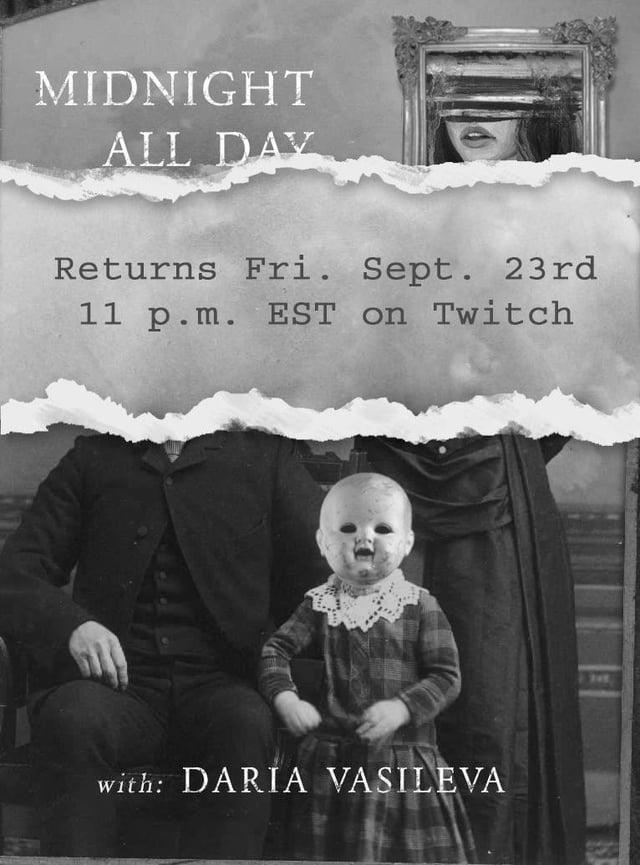 MIDNIGHT
ALL DAY
Returns Fri. Sept. 23rd
11 p.m. EST on Twitch
with: DARIA VASILEVA